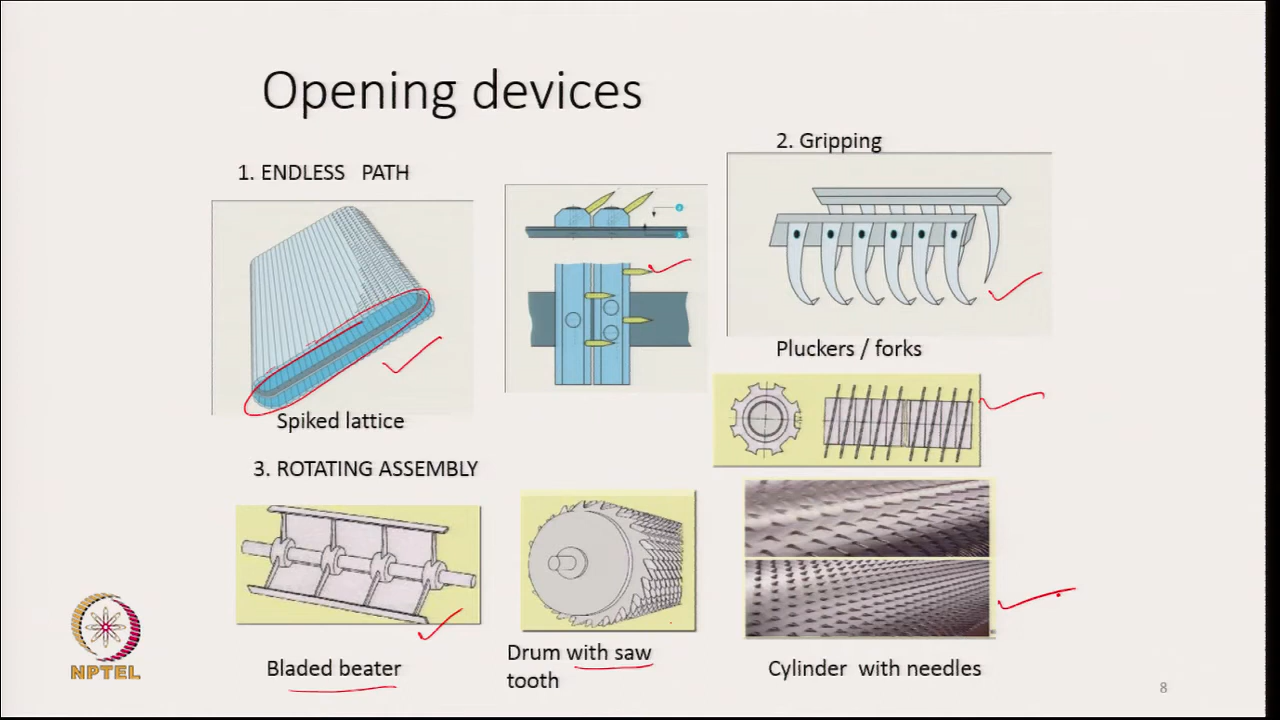 Opening devices
1. ENDLESS PATH
2. Gripping
Spiked lattice
Pluckers / forks
3. ROTATING ASSEMBLY
Bladed beater
Drum with saw
tooth
Cylinder with needles
NPTEL
8